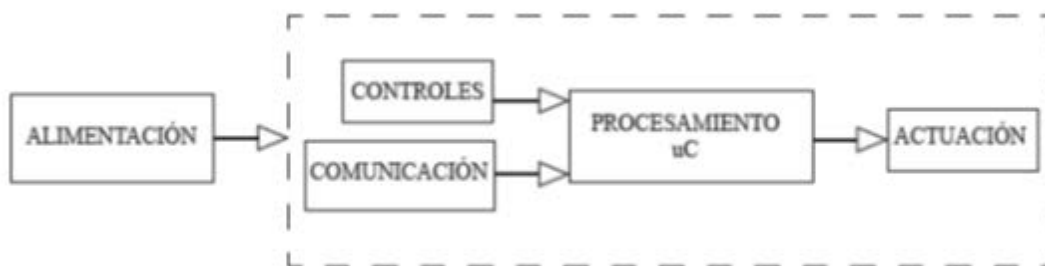 ALIMENTACIÓN
CONTROLES
COMUNICACIÓN
PROCESAMIENTO
uC
ACTUACIÓN